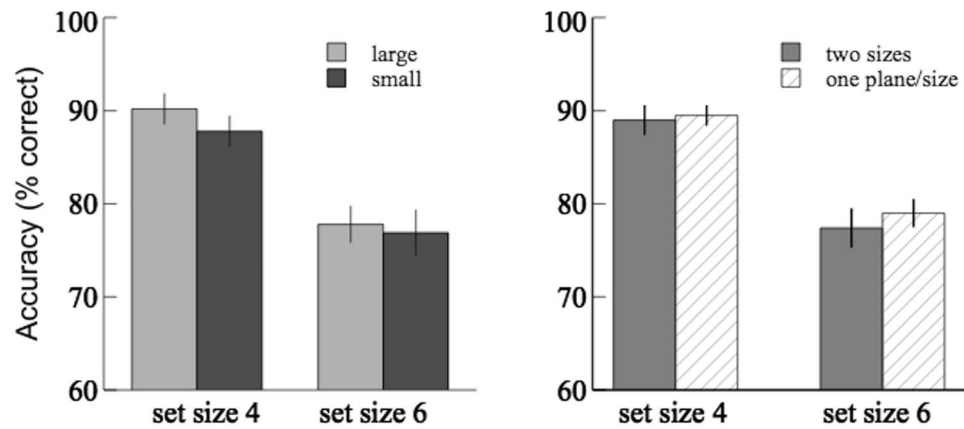 Accuracy (% correct)
100
90
80
70
60
large
small
set size 4
set size 6
100
90
80
70
60
two sizes
one plane/size
set size 4
set size 6